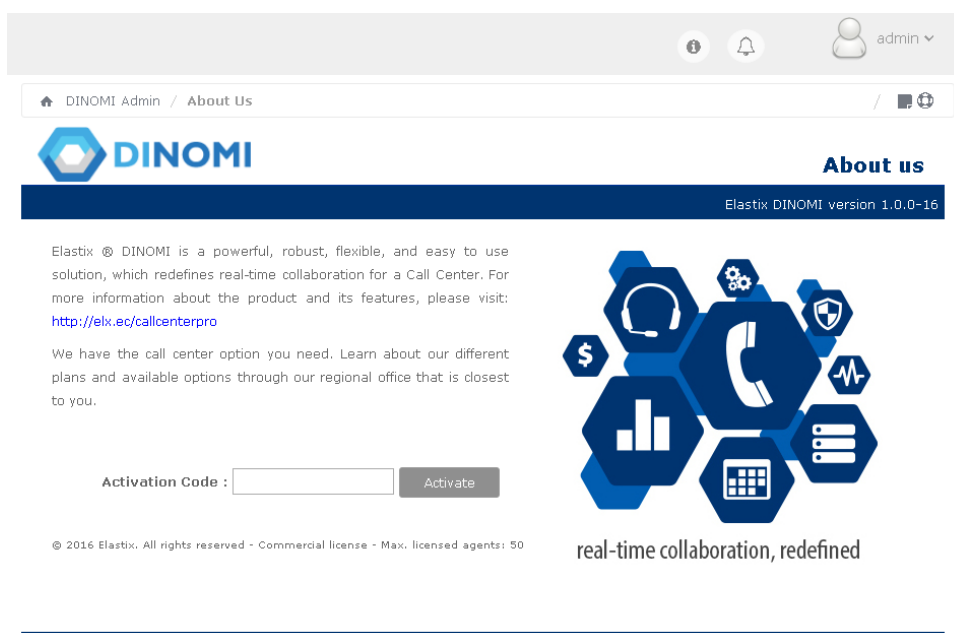 admin
DINOMI Admin / About Us /
DINOMI
About us
Elastix DINOMI version 1.0.0-16
Elastix ® DINOMI is a powerful, robust, flexible, and easy to use
solution, which redefines real-time collaboration for a Call Center. For
more information about the product and its features, please visit:
http://elx.ec/callcenterpro
We have the call center option you need. Learn about our different
plans and available options through our regional office that is closest
to you.
$
Activation Code : Activate
© 2016 Elastix. All rights reserved - Commercial license - Max. licensed agents: 50
real-time collaboration, redefined